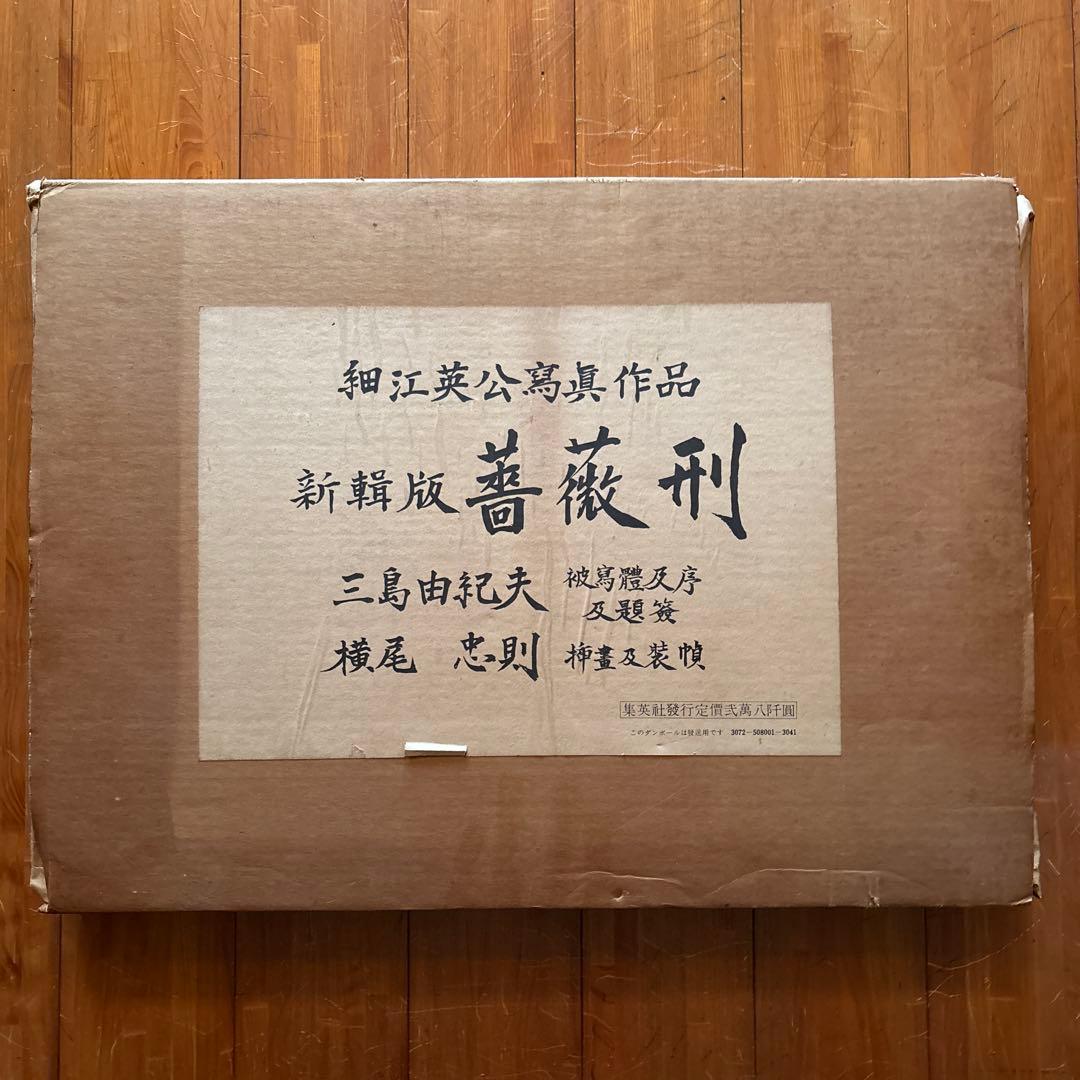 細江英公寫眞作品
新輯版 薔薇刑
三島由紀夫 被寫體及序
及題簽
横尾 忠則 挿畫及装幀
集英社發行定價弐萬八阡圓
このダンボールは發送用です 3072－508001－3041